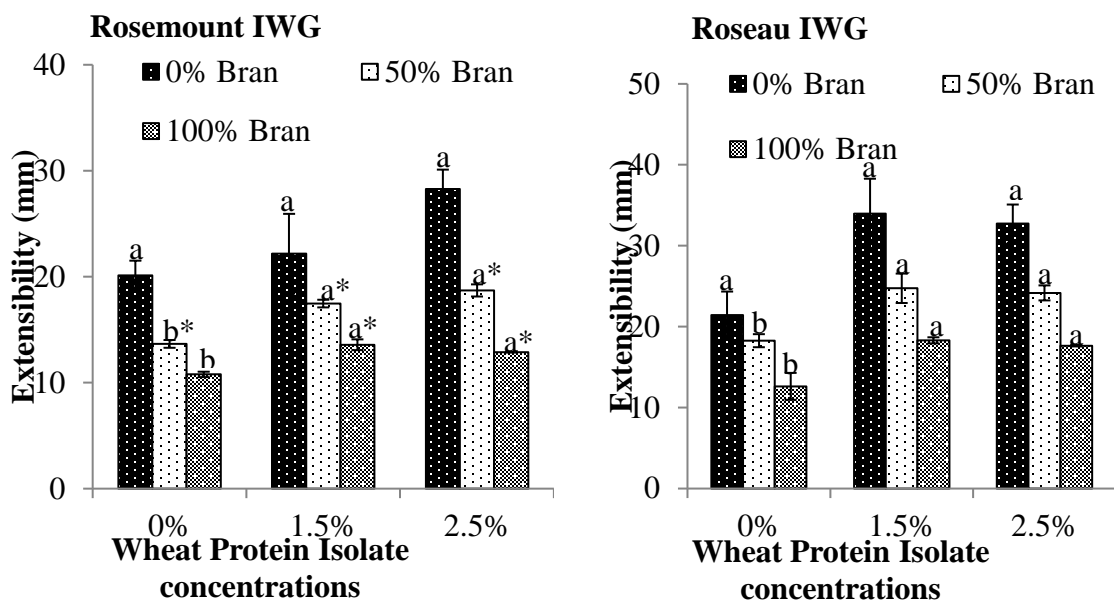 Rosemount IWG
40
0% Bran
50% Bran
100% Bran
30
20
10
0
Extensibility (mm)
a
b*
b
a
a*
a*
a
a*
a*
0%
1.5%
2.5%
Wheat Protein Isolate
concentrations
Roseau IWG
50
0% Bran
50% Bran
100% Bran
40
30
20
10
0
Extensibility (mm)
a
b
b
a
a
a
a
a
a
0%
1.5%
2.5%
Wheat Protein Isolate
concentrations